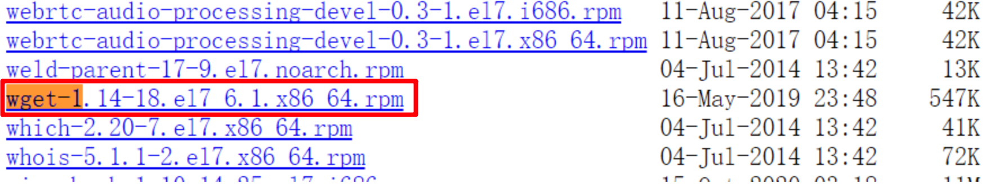 webrtc-audio-processing-devel-0.3-1.el7.i686.rpm 11-Aug-2017 04:15 42K
webrtc-audio-processing-devel-0.3-1.el7.x86_64.rpm 11-Aug-2017 04:15 42K
weld-parent-17-9.el7.noarch.rpm 04-Jul-2014 13:42 13K
wget-1.14-18.el7_6.1.x86_64.rpm 16-May-2019 23:48 547K
which-2.20-7.el7.x86_64.rpm 04-Jul-2014 13:42 41K
whois-5.1.1-2.el7.x86_64.rpm 04-Jul-2014 13:42 72K